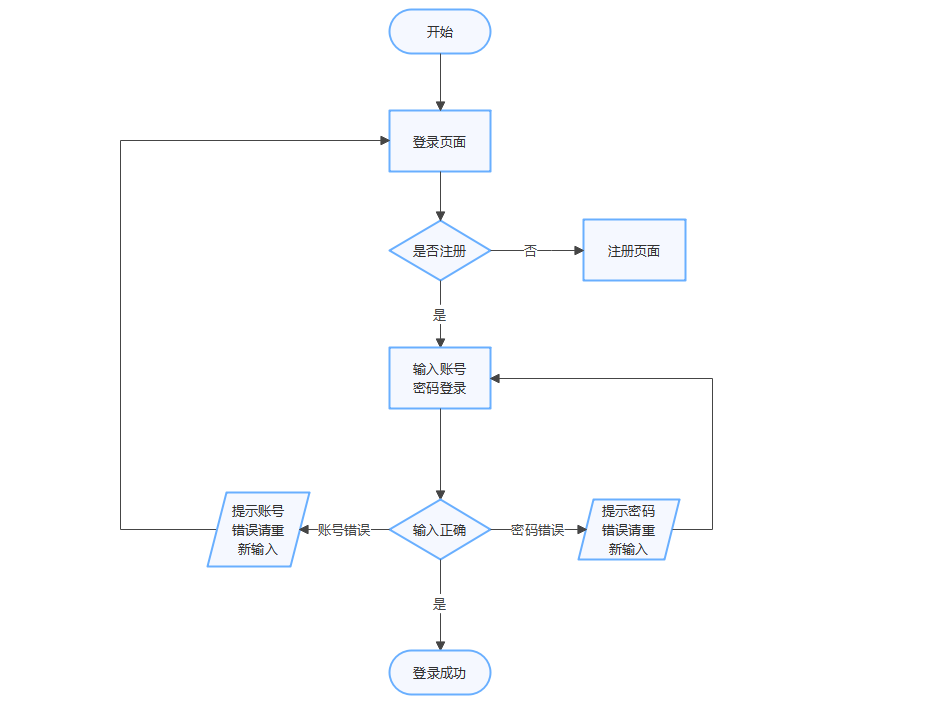 开始
登录页面
是否注册
否
注册页面
是
输入账号
密码登录
提示账号
错误请重
新输入
账号错误
输入正确
密码错误
提示密码
错误请重
新输入
是
登录成功